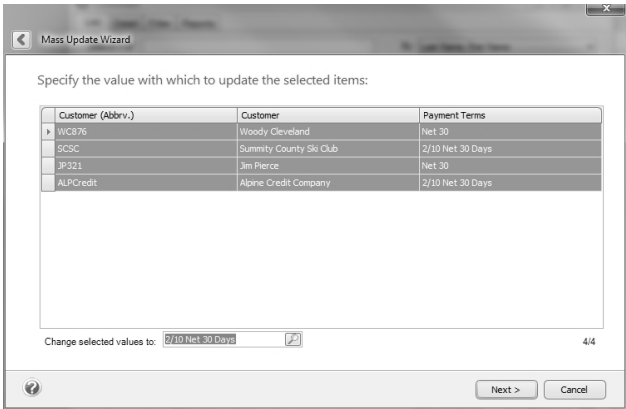 Mass Update Wizard
Specify the value with which to update the selected items:
Customer (Abbrv.) Customer Payment Terms
WC876 Woody Cleveland Net 30
SCSC Summity County Ski Club 2/10 Net 30 Days
JP321 Jim Pierce Net 30
ALPCredit Alpine Credit Company 2/10 Net 30 Days
Change selected values to: 2/10 Net 30 Days 4/4
Next > Cancel